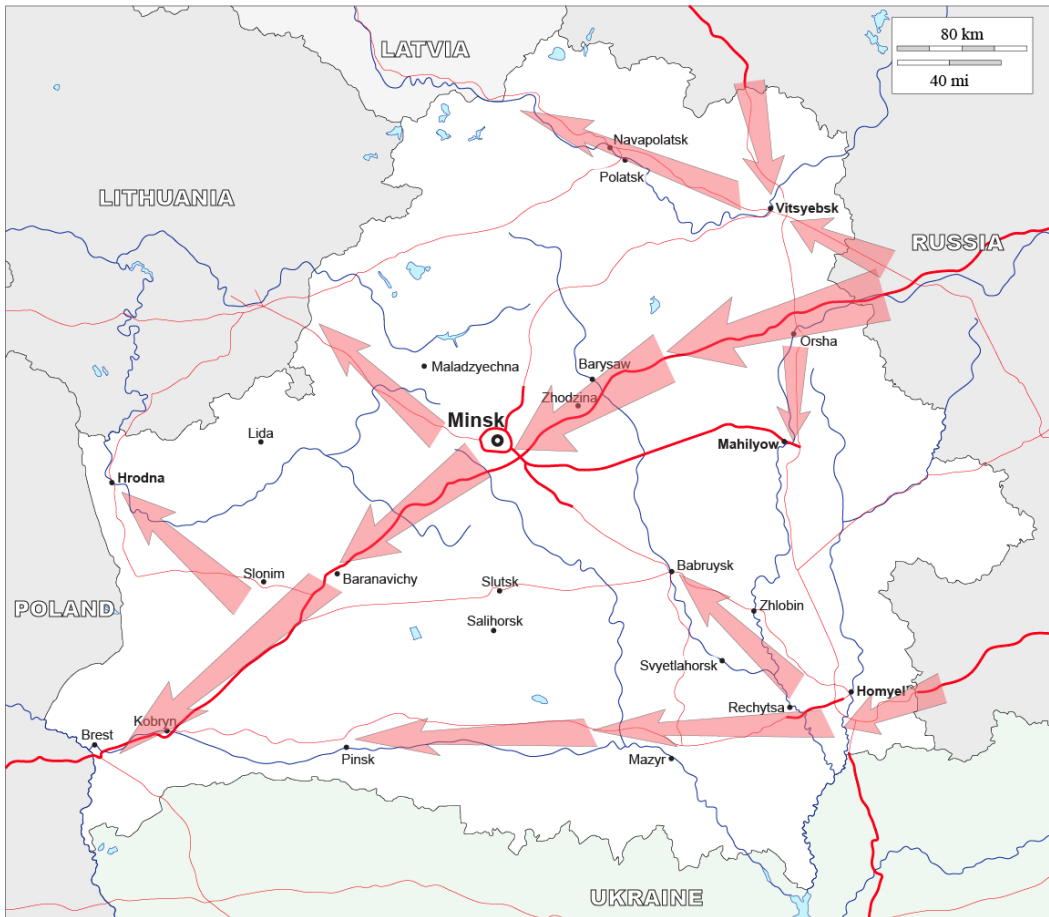 80 km
40 mi
LATVIA
Navapolatsk
Polatsk
LITHUANIA
Vitsyebsk
RUSSIA
Orsha
Maladzyechna
Barysaw
Zhodzina
Minsk
Lida
Mahilyow
Hrodna
Slonim
Baranavichy
Slutsk
Babruysk
POLAND
Zhlobin
Salihorsk
Svyetlahorsk
Homyel'
Rechytsa
Kobryn
Brest
Pinsk
Mazyr
UKRAINE